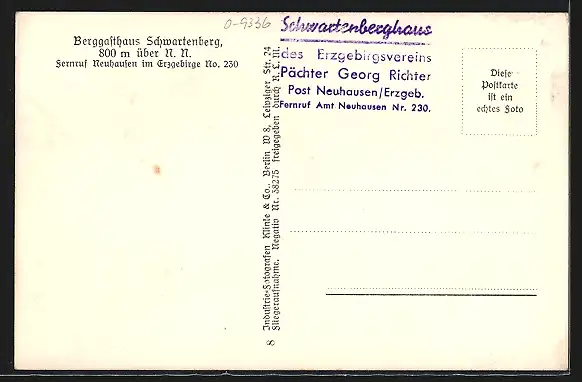 0-9336
Berggasthaus Schwartenberg,
800 m über N. N.
Fernruf Neuhausen im Erzgebirge No. 230
8 Industrie-Fotografen Klinke & Co., Berlin W 8, Leipziger Str. 24
Fliegeraufnahme. Negativ Nr. 38275 freigegeben durch R. L. M.
Schwartenberghaus
des Erzgebirgsvereins
Pächter Georg Richter
Post Neuhausen/Erzgeb.
Fernruf Amt Neuhausen Nr. 230.
Diese
Postkarte
ist ein
echtes Foto